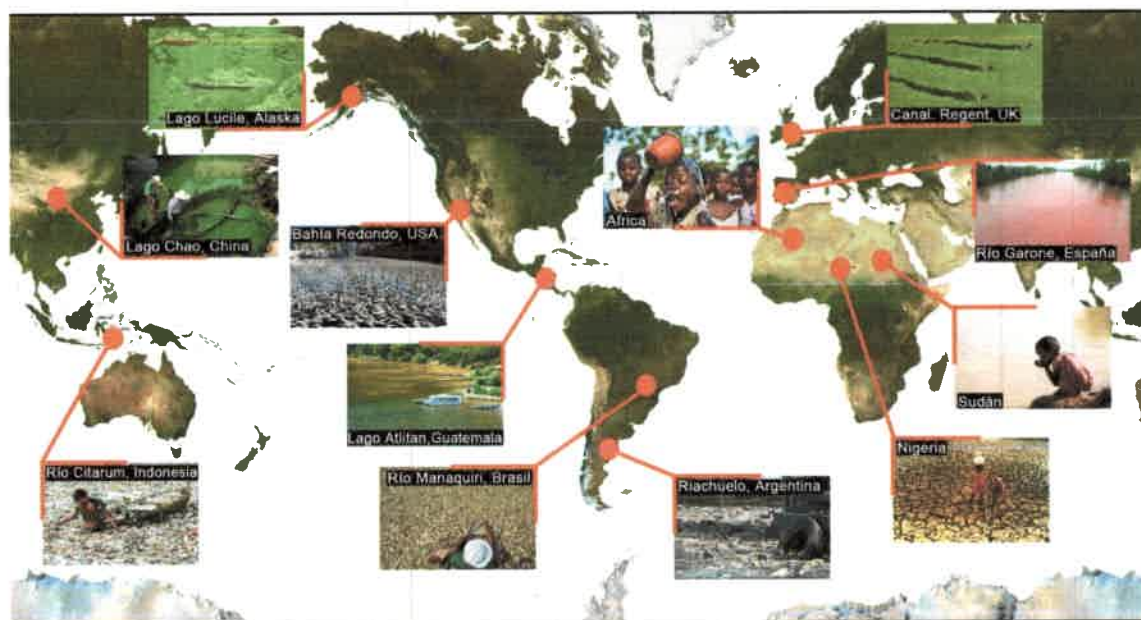 Lago Lucile, Alaska
Canal. Regent, UK
Africa
Lago Chao, China
Bahía Redondo, USA
Río Garone, España
Lago Atlitan,Guatemala
Sudán
Río Citarum, Indonesia
Río Manaquiri, Brasil
Riachuelo, Argentina
Nigeria